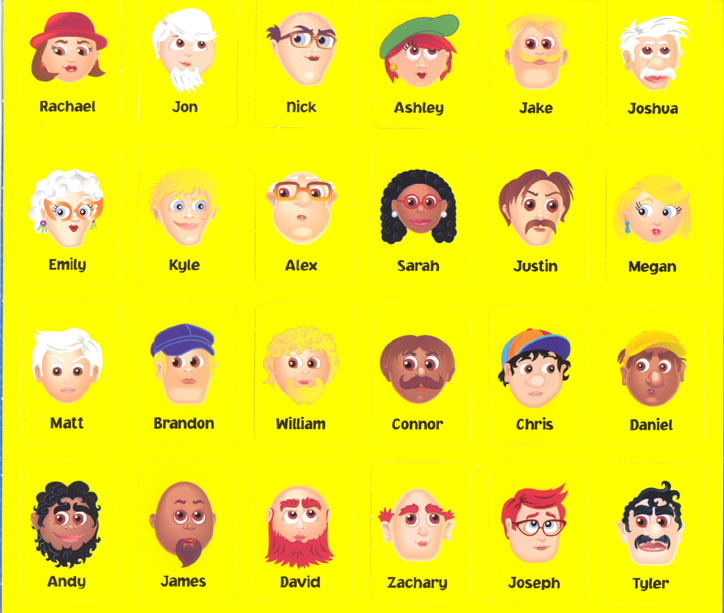 Rachael Jon Nick Ashley Jake Joshua
Emily Kyle Alex Sarah Justin Megan
Matt Brandon William Connor Chris Daniel
Andy James David Zachary Joseph Tyler